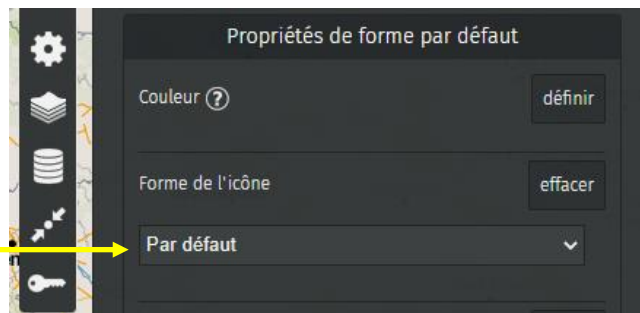 Propriétés de forme par défaut
Couleur ?
définir
Forme de l'icône
effacer
Par défaut